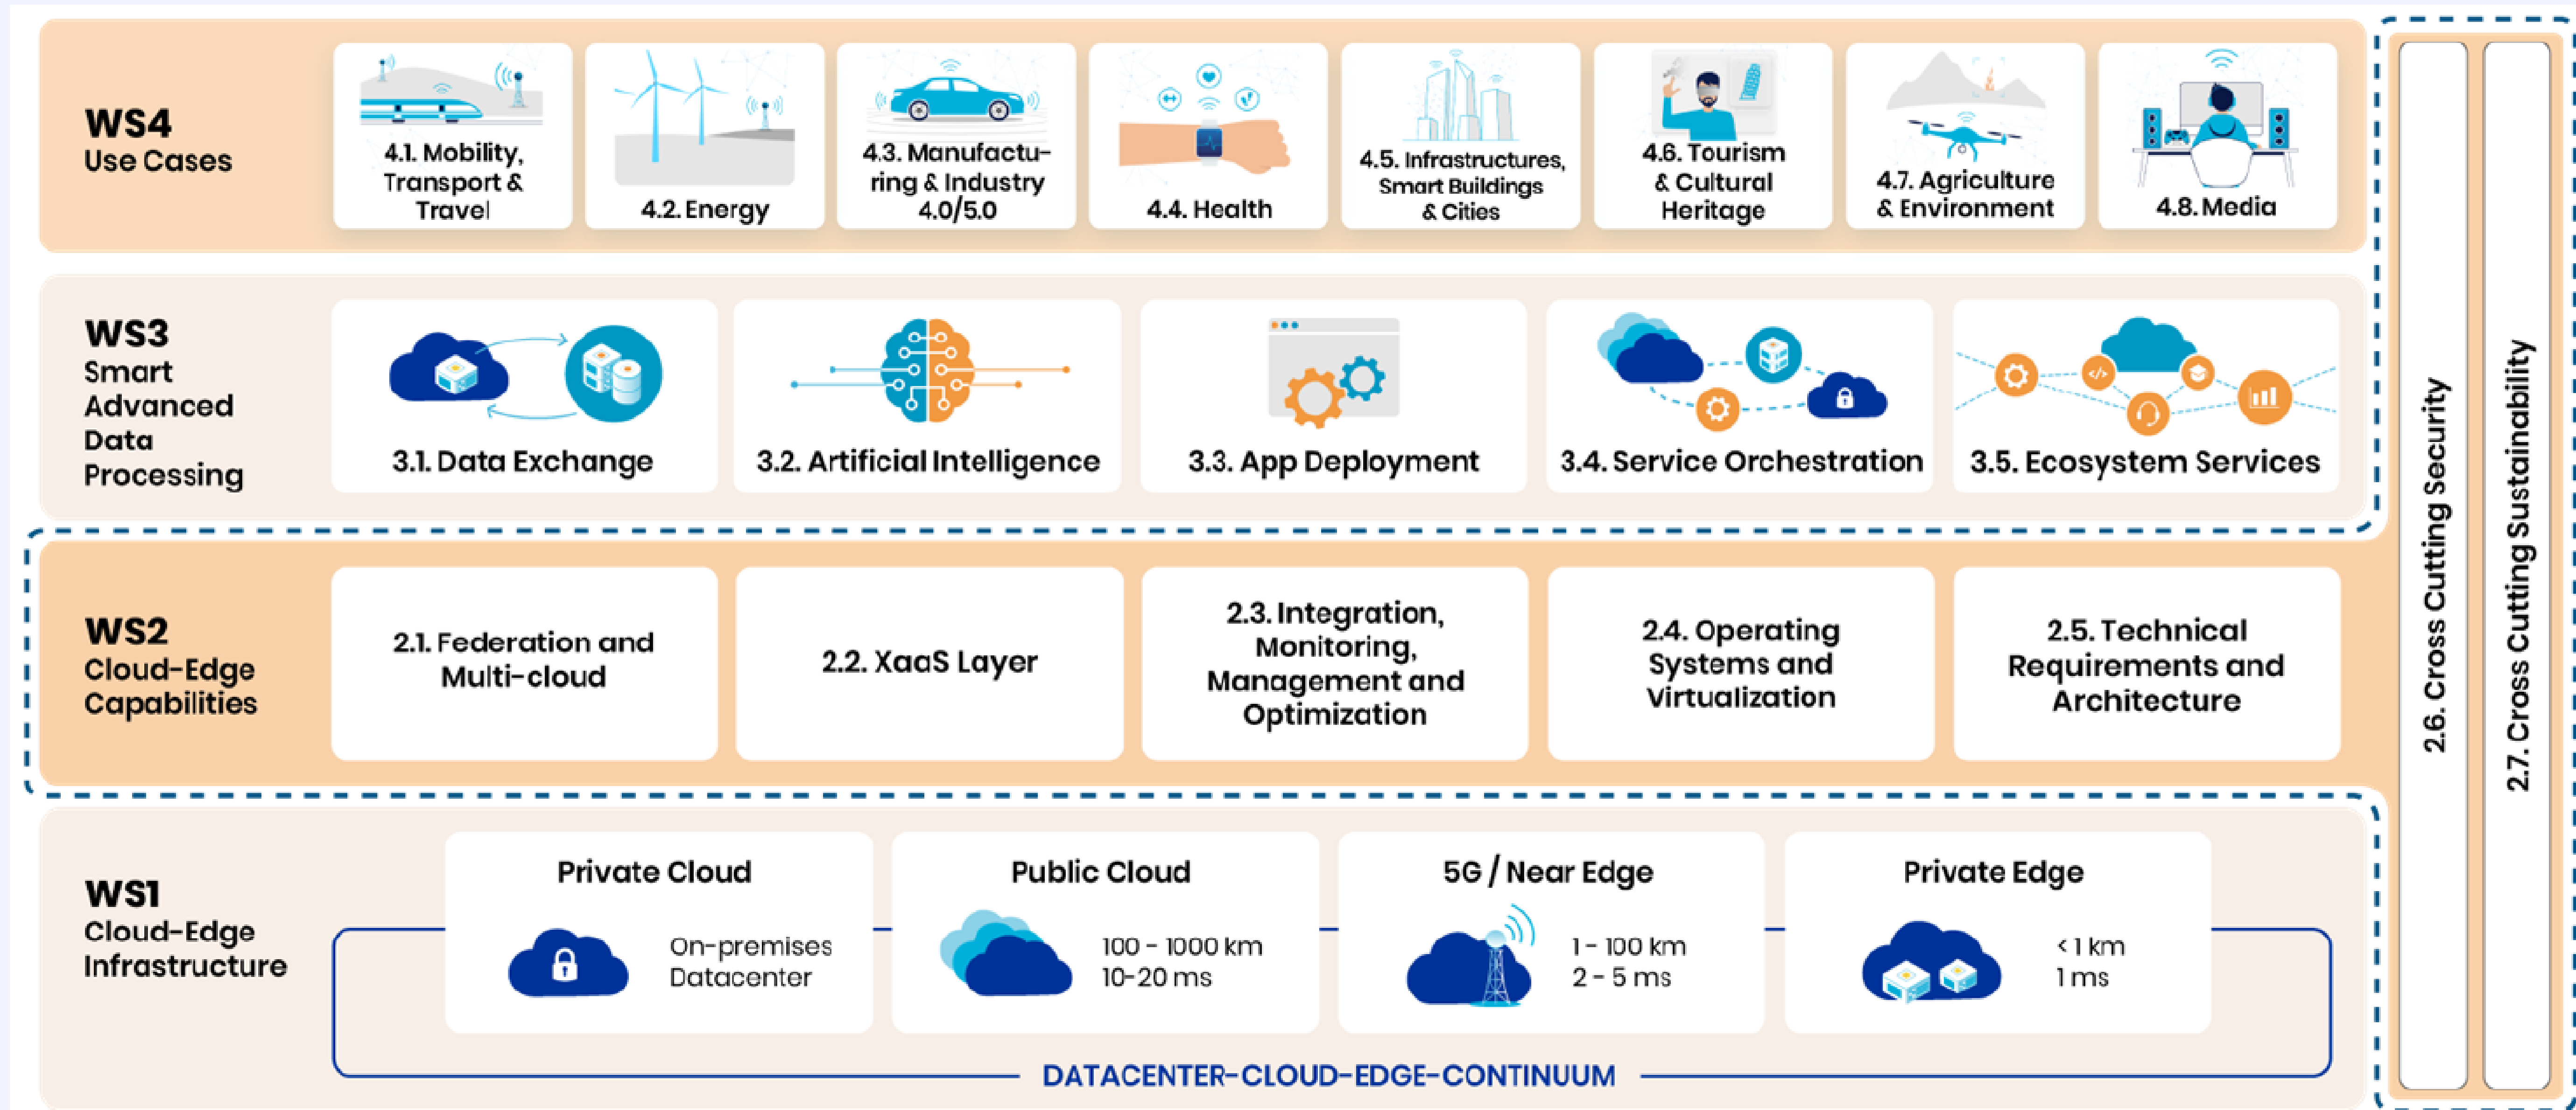 WS4
Use Cases
4.1. Mobility,
Transport &
Travel
4.2. Energy
4.3. Manufactu-
ring & Industry
4.0/5.0
4.4. Health
4.5. Infrastructures,
Smart Buildings
& Cities
4.6. Tourism
& Cultural
Heritage
4.7. Agriculture
& Environment
4.8. Media
WS3
Smart
Advanced
Data
Processing
3.1. Data Exchange
3.2. Artificial Intelligence
3.3. App Deployment
3.4. Service Orchestration
</>
3.5. Ecosystem Services
WS2
Cloud-Edge
Capabilities
2.1. Federation and
Multi-cloud
2.2. XaaS Layer
2.3. Integration,
Monitoring,
Management and
Optimization
2.4. Operating
Systems and
Virtualization
2.5. Technical
Requirements and
Architecture
WS1
Cloud-Edge
Infrastructure
Private Cloud
On-premises
Datacenter
Public Cloud
100 - 1000 km
10-20 ms
5G / Near Edge
1 - 100 km
2 - 5 ms
Private Edge
< 1 km
1 ms
DATACENTER-CLOUD-EDGE-CONTINUUM
2.6. Cross Cutting Security
2.7. Cross Cutting Sustainability